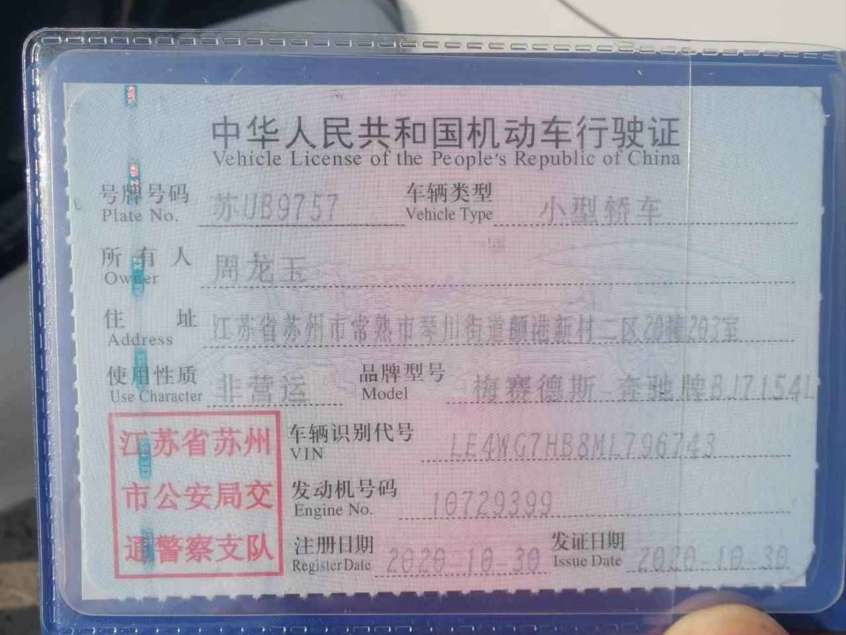 中华人民共和国机动车行驶证
Vehicle License of the People's Republic of China
号牌号码 苏UB9757 车辆类型 小型轿车
Plate No. Vehicle Type
所有人 周龙玉
Owner
住址 江苏省苏州市常熟市琴川街道颜港新村二区20幢203室
Address
使用性质 非营运 品牌型号 梅赛德斯-奔驰牌BJ7154L
Use Character Model
江苏省苏州 车辆识别代号 LE4WG7HB8ML796743
VIN
市公安局交 发动机号码 10729399
Engine No.
通警察支队 注册日期 2020-10-30 发证日期 2020-10-30
Register Date Issue Date